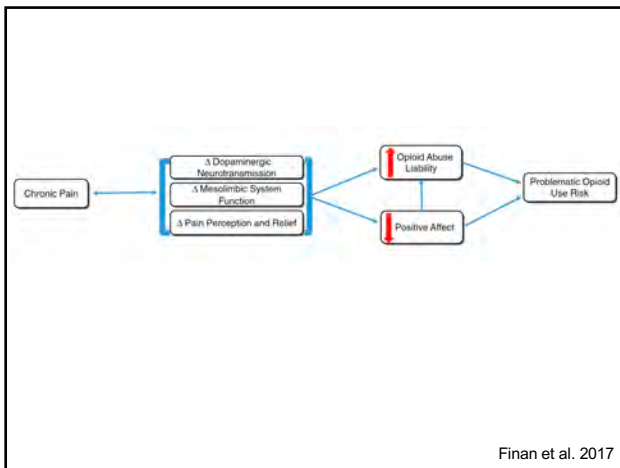 Chronic Pain
Δ Dopaminergic
Neurotransmission
Δ Mesolimbic System
Function
Δ Pain Perception and Relief
Opioid Abuse
Liability
Positive Affect
Problematic Opioid
Use Risk
Finan et al. 2017